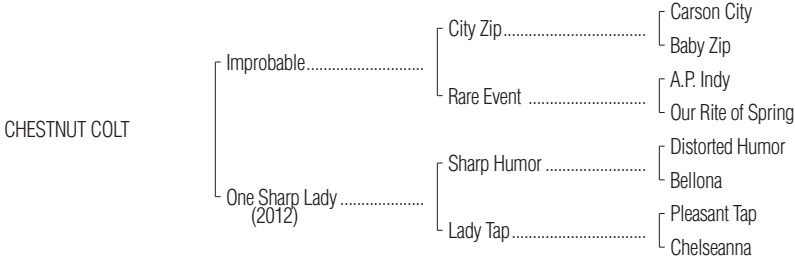 Carson City
City Zip
Baby Zip
Improbable
A.P. Indy
Rare Event
Our Rite of Spring
CHESTNUT COLT
Distorted Humor
Sharp Humor
Bellona
One Sharp Lady
(2012)
Pleasant Tap
Lady Tap
Chelseanna